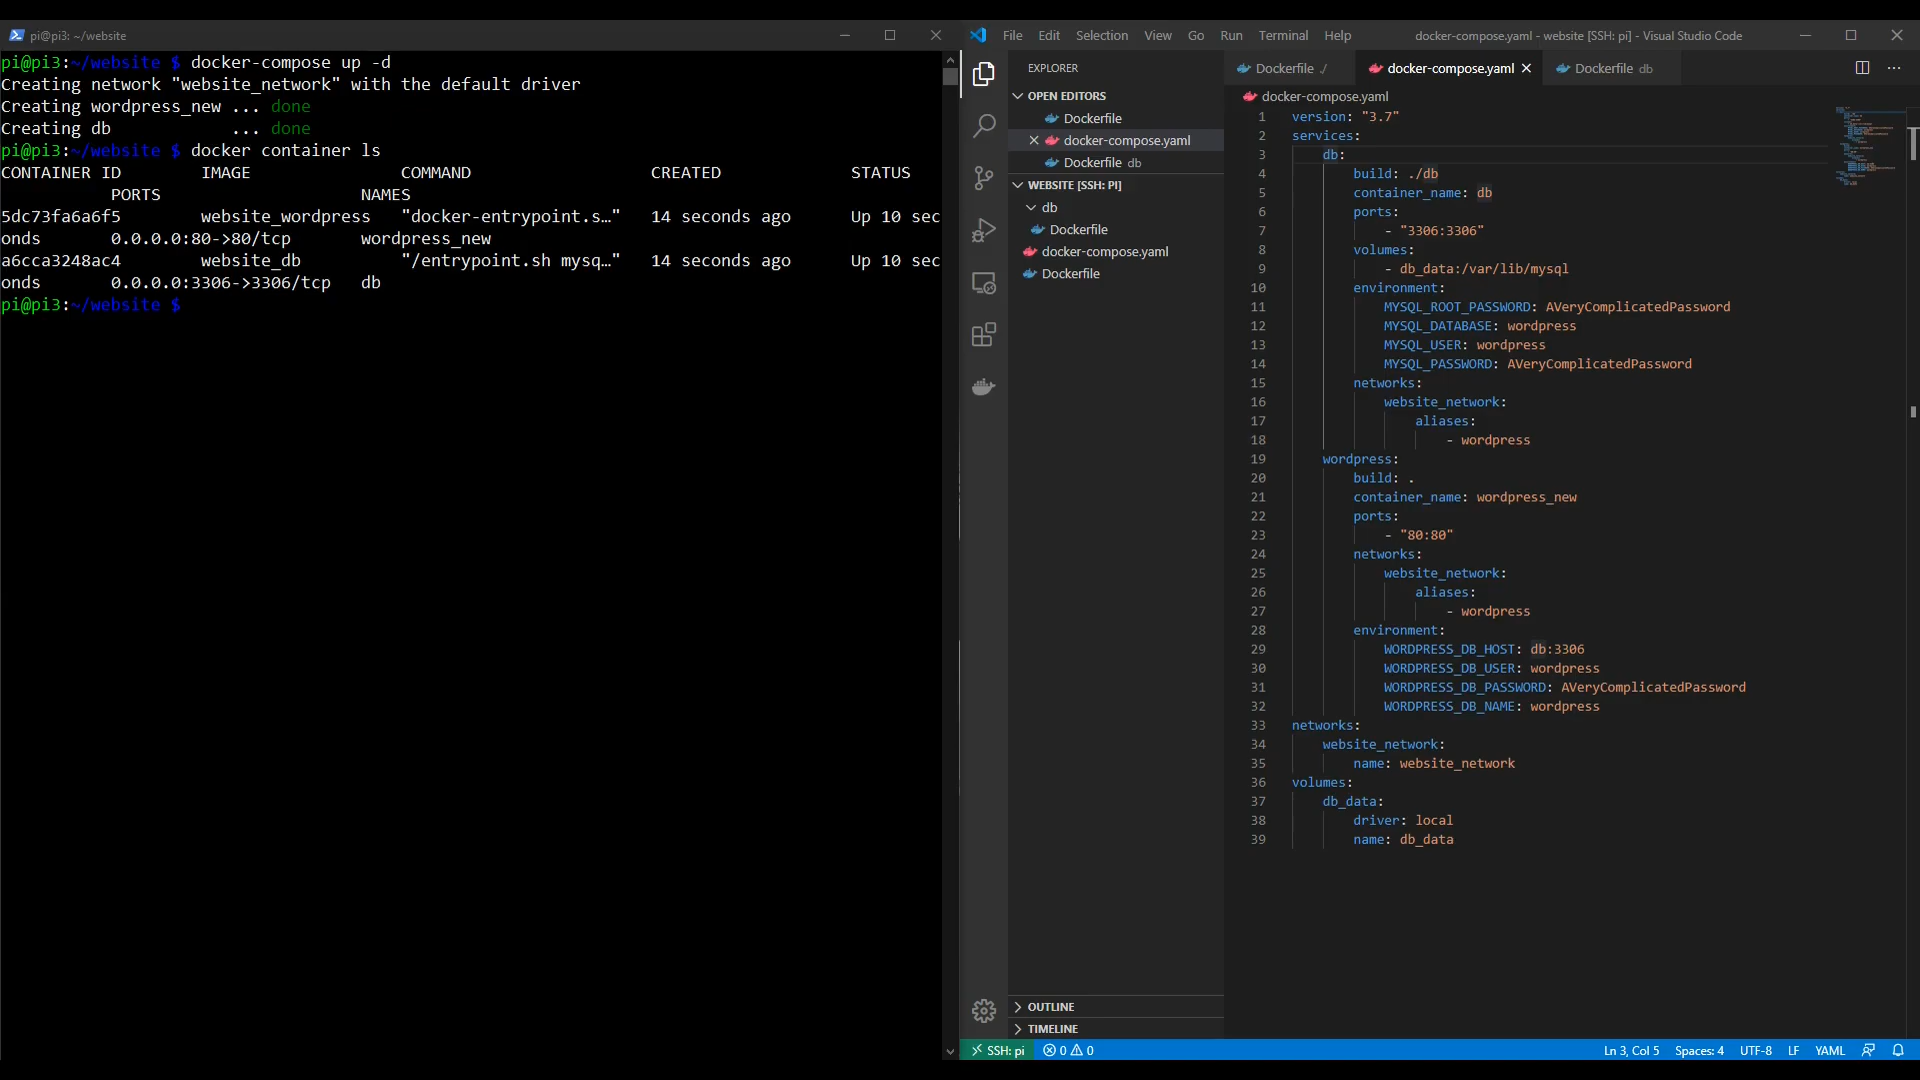 pi@pi3: ~/website
pi@pi3:~/website $ docker-compose up -d
Creating network "website_network" with the default driver
Creating wordpress_new ... done
Creating db            ... done
pi@pi3:~/website $ docker container ls
CONTAINER ID        IMAGE               COMMAND                  CREATED             STATUS
           PORTS                    NAMES
5dc73fa6a6f5        website_wordpress   "docker-entrypoint.s…"   14 seconds ago      Up 10 sec
onds       0.0.0.0:80->80/tcp       wordpress_new
a6cca3248ac4        website_db          "/entrypoint.sh mysq…"   14 seconds ago      Up 10 sec
onds       0.0.0.0:3306->3306/tcp   db
pi@pi3:~/website $
File Edit Selection View Go Run Terminal Help
docker-compose.yaml - website [SSH: pi] - Visual Studio Code
EXPLORER
OPEN EDITORS
Dockerfile
docker-compose.yaml
Dockerfile db
WEBSITE [SSH: PI]
db
Dockerfile
docker-compose.yaml
Dockerfile
OUTLINE
TIMELINE
Dockerfile ./
docker-compose.yaml
Dockerfile db
docker-compose.yaml
1 version: "3.7"
2 services:
3     db:
4         build: ./db
5         container_name: db
6         ports:
7             - "3306:3306"
8         volumes:
9             - db_data:/var/lib/mysql
10         environment:
11             MYSQL_ROOT_PASSWORD: AVeryComplicatedPassword
12             MYSQL_DATABASE: wordpress
13             MYSQL_USER: wordpress
14             MYSQL_PASSWORD: AVeryComplicatedPassword
15         networks:
16             website_network:
17                 aliases:
18                     - wordpress
19     wordpress:
20         build: .
21         container_name: wordpress_new
22         ports:
23             - "80:80"
24         networks:
25             website_network:
26                 aliases:
27                     - wordpress
28         environment:
29             WORDPRESS_DB_HOST: db:3306
30             WORDPRESS_DB_USER: wordpress
31             WORDPRESS_DB_PASSWORD: AVeryComplicatedPassword
32             WORDPRESS_DB_NAME: wordpress
33 networks:
34     website_network:
35         name: website_network
36 volumes:
37     db_data:
38         driver: local
39         name: db_data
SSH: pi 0 0
Ln 3, Col 5 Spaces: 4 UTF-8 LF YAML